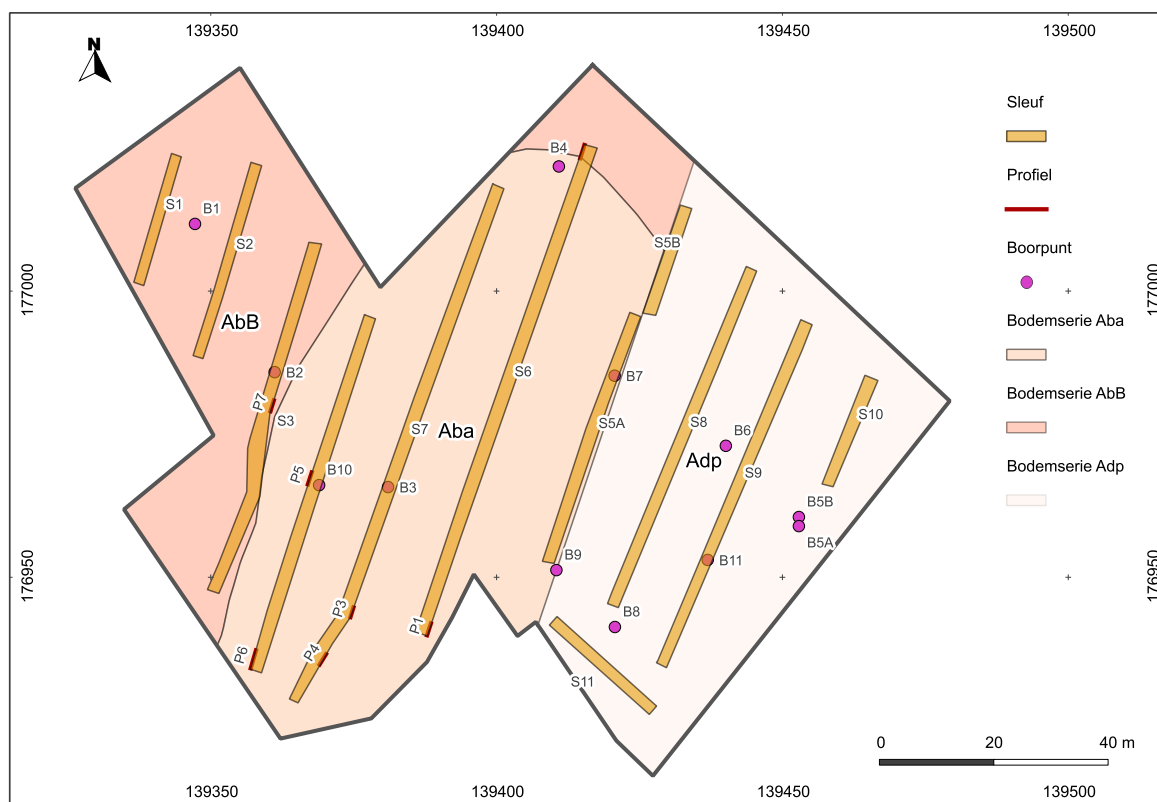 139350 139400 139450 139500
N
177000
176950
177000
176950
S1
B1
S2
AbB
B2
P7
S3
P5
B10
P6
P4
P3
B3
S7
Aba
P1
S6
B4
S5B
S5A
B7
B9
S8
B6
Adp
S9
S10
B5B
B5A
B11
B8
S11
Sleuf
Profiel
Boorpunt
Bodemserie Aba
Bodemserie AbB
Bodemserie Adp
0 20 40 m
139350 139400 139450 139500